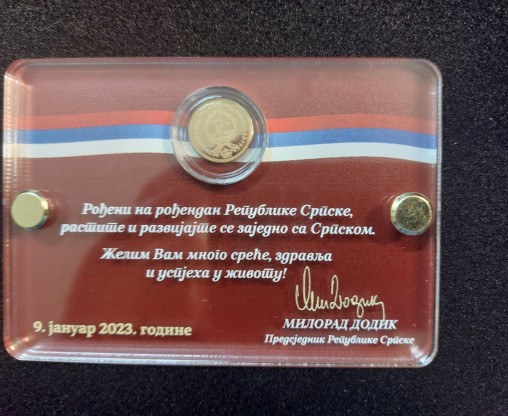 Рођени на рођендан Републике Српске,
растите и развијајте се заједно са Српском.
Желим Вам много среће, здравља
и успјеха у животу!
9. јануар 2023. године
МИЛОРАД ДОДИК
Предсједник Републике Српске